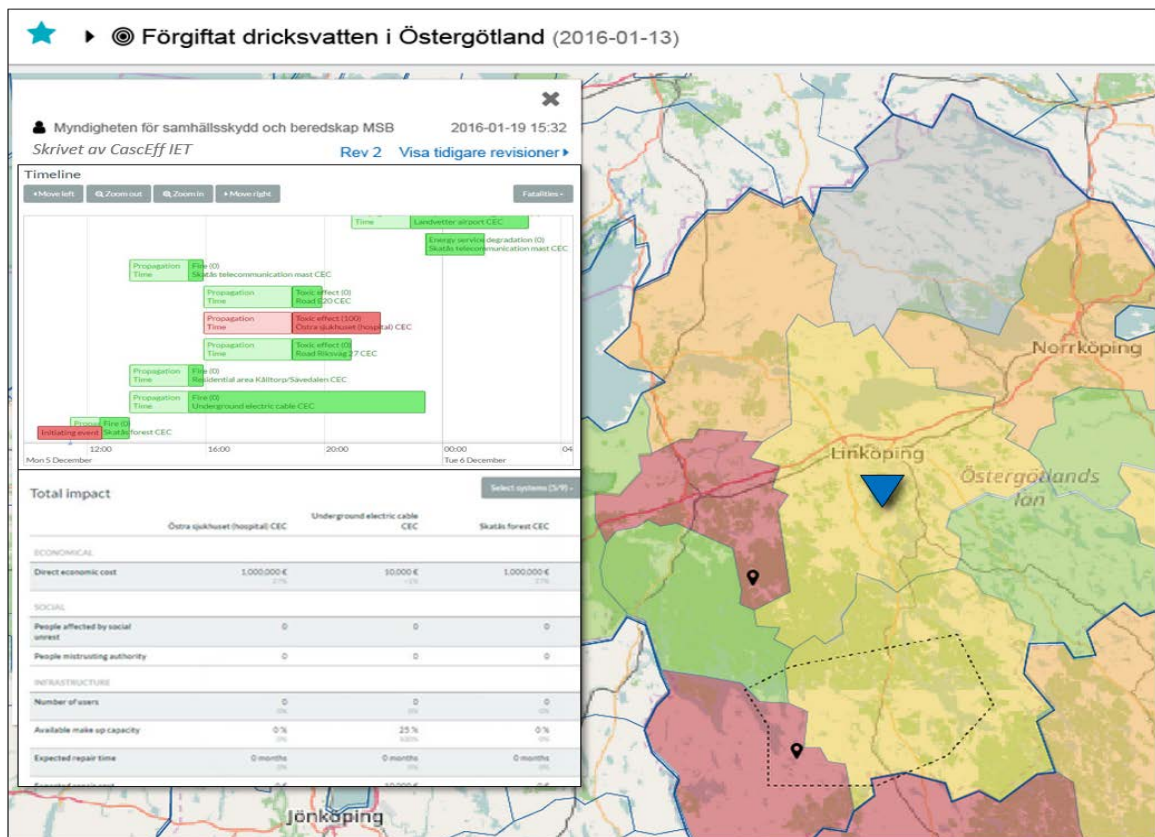 Förgiftat dricksvatten i Östergötland (2016-01-13)
Myndigheten för samhällsskydd och beredskap MSB 2016-01-19 15:32
Skrivet av CascEff IET Rev 2 Visa tidigare revisioner
Timeline
Move left Zoom out Zoom in Move right Fatalities
Time Landvetter airport CEC
Energy service degradation (0)
Skatås telecommunication mast CEC
Propagation Fire (0)
Time Skatås telecommunication mast CEC
Propagation Toxic effect (0)
Time Road E20 CEC
Propagation Toxic effect (100)
Time Östra sjukhuset (hospital) CEC
Propagation Toxic effect (0)
Time Road Riksväg 27 CEC
Propagation Fire (0)
Time Residential area Kålltorp/Sävedalen CEC
Propagation Fire (0)
Time Underground electric cable CEC
Fire (0)
Initiating event Skatås forest CEC
12:00 16:00 20:00 00:00 04
Mon 5 December Tue 6 December
Total impact Select systems (5/9)
Östra sjukhuset (hospital) CEC Underground electric cable CEC Skatås forest CEC
ECONOMICAL
Direct economic cost 1,000,000 € 10,000 € 1,000,000 €
SOCIAL
People affected by social
unrest 0 0 0
People mistrusting authority 0 0 0
INFRASTRUCTURE
Number of users 0 0 0
0% 0% 0%
Available make up capacity 0 % 25 % 0 %
Expected repair time 0 months 0 months 0 months
Norrköping
Linköping
Östergötlands
län
Jönköping